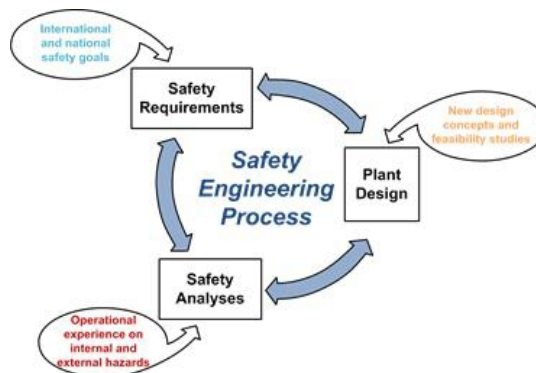 International
and national
safety goals
Safety
Requirements
New design
concepts and
feasibility studies
Safety
Engineering
Process
Plant
Design
Safety
Analyses
Operational
experience on
internal and
external hazards